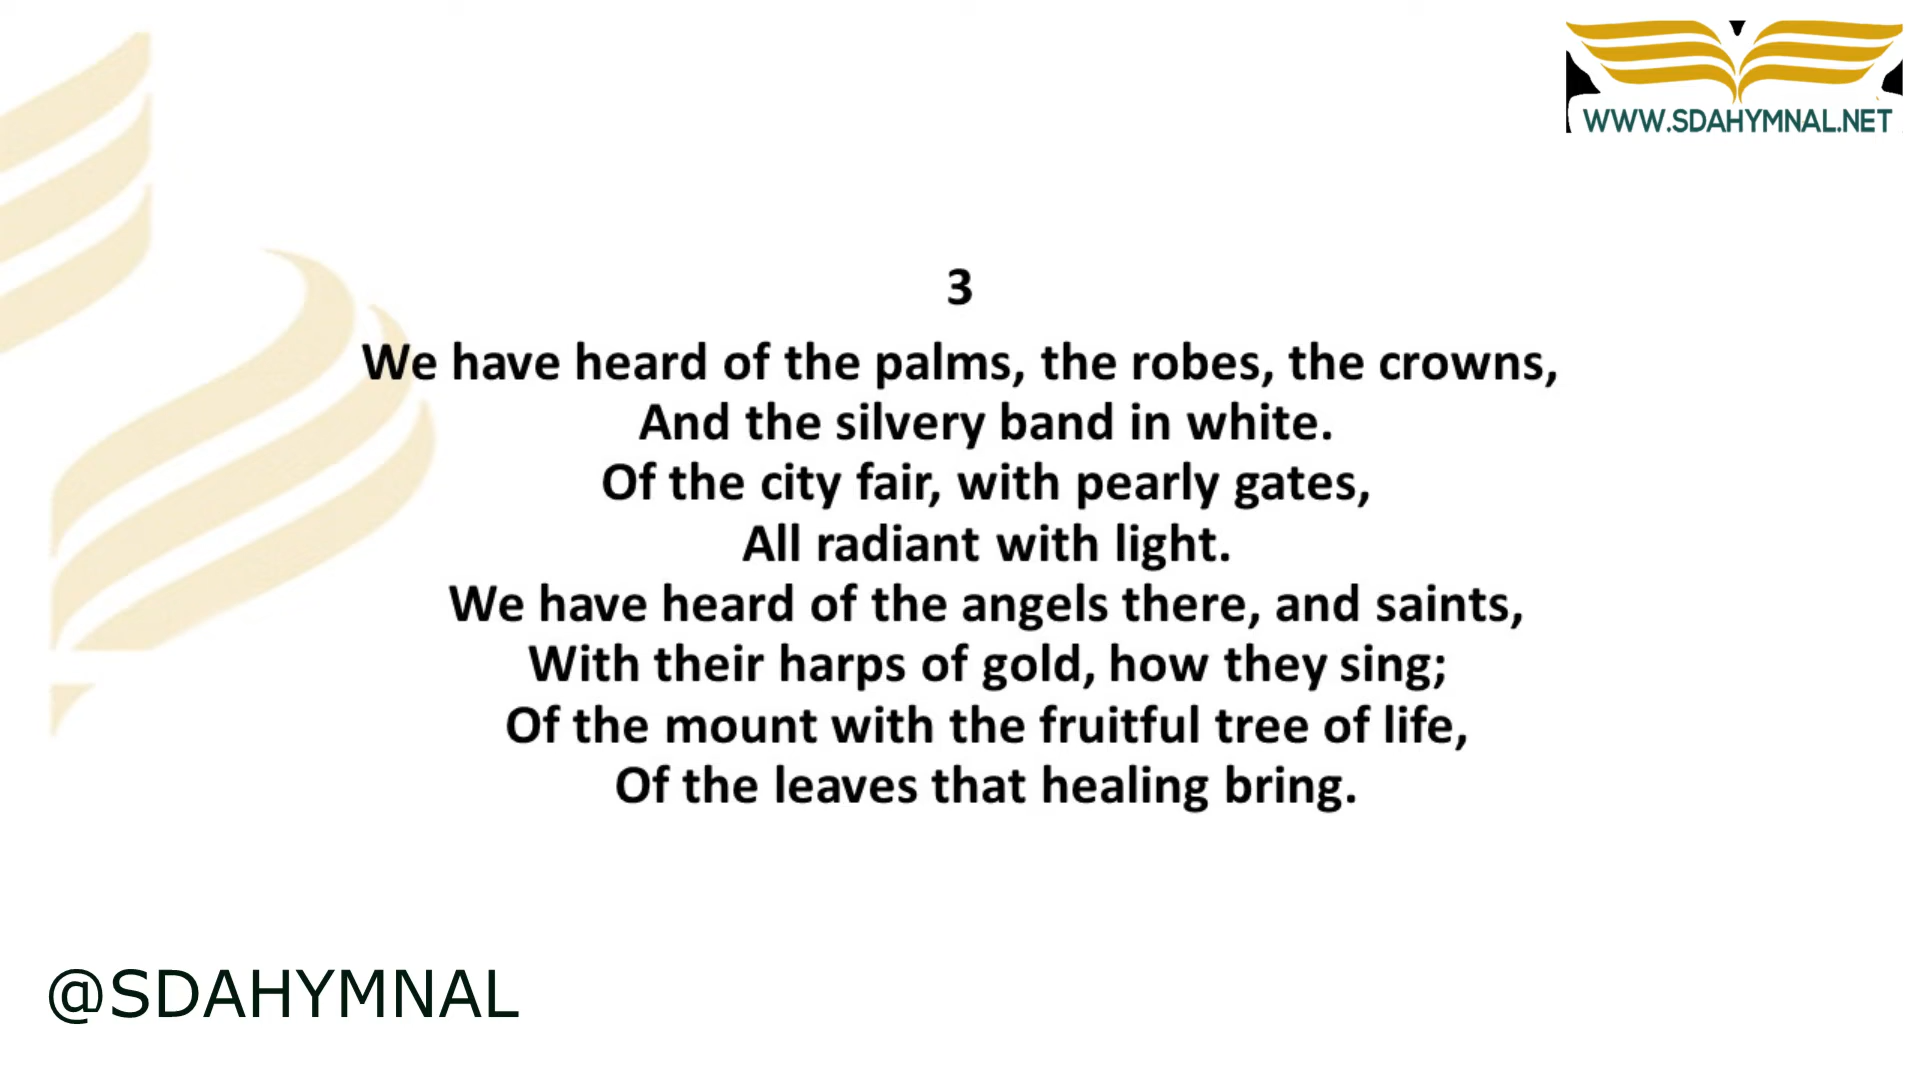 WWW.SDAHYMNAL.NET
3
We have heard of the palms, the robes, the crowns,
And the silvery band in white.
Of the city fair, with pearly gates,
All radiant with light.
We have heard of the angels there, and saints,
With their harps of gold, how they sing;
Of the mount with the fruitful tree of life,
Of the leaves that healing bring.
@SDAHYMNAL